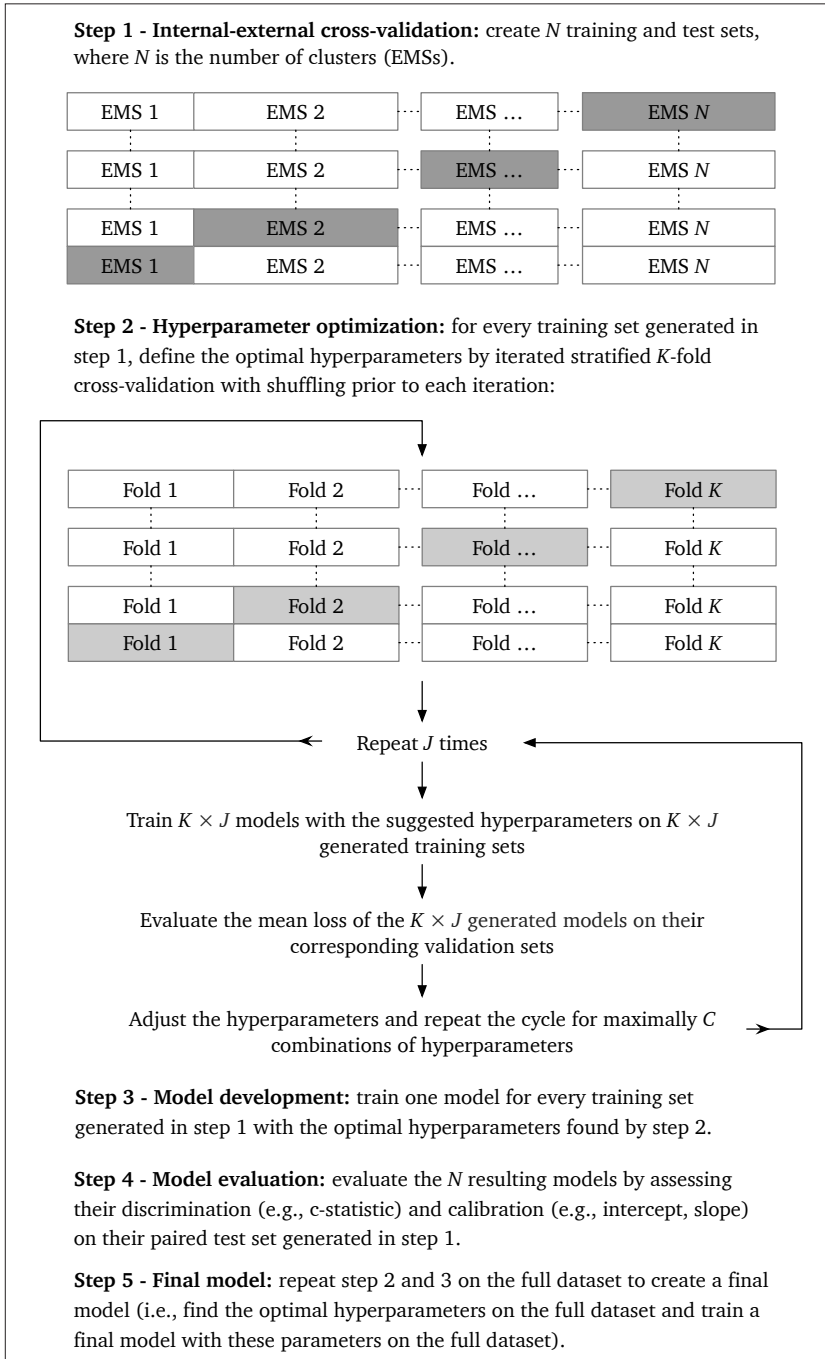 Step 1 - Internal-external cross-validation: create N training and test sets,
where N is the number of clusters (EMSs).
EMS 1 EMS 2 EMS ... EMS N
EMS 1 EMS 2 EMS ... EMS N
EMS 1 EMS 2 EMS ... EMS N
EMS 1 EMS 2 EMS ... EMS N
Step 2 - Hyperparameter optimization: for every training set generated in
step 1, define the optimal hyperparameters by iterated stratified K-fold
cross-validation with shuffling prior to each iteration:
Fold 1 Fold 2 Fold ... Fold K
Fold 1 Fold 2 Fold ... Fold K
Fold 1 Fold 2 Fold ... Fold K
Fold 1 Fold 2 Fold ... Fold K
Repeat J times
Train K × J models with the suggested hyperparameters on K × J
generated training sets
Evaluate the mean loss of the K × J generated models on their
corresponding validation sets
Adjust the hyperparameters and repeat the cycle for maximally C
combinations of hyperparameters
Step 3 - Model development: train one model for every training set
generated in step 1 with the optimal hyperparameters found by step 2.
Step 4 - Model evaluation: evaluate the N resulting models by assessing
their discrimination (e.g., c-statistic) and calibration (e.g., intercept, slope)
on their paired test set generated in step 1.
Step 5 - Final model: repeat step 2 and 3 on the full dataset to create a final
model (i.e., find the optimal hyperparameters on the full dataset and train a
final model with these parameters on the full dataset).